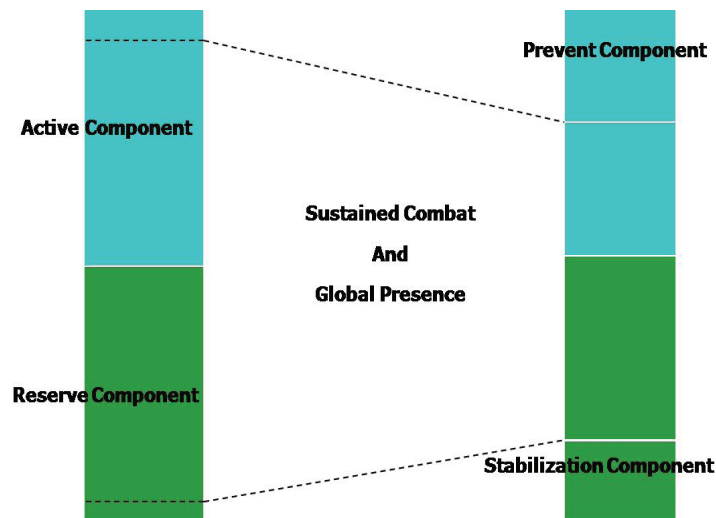 Prevent Component
Active Component
Sustained Combat
And
Global Presence
Reserve Component
Stabilization Component